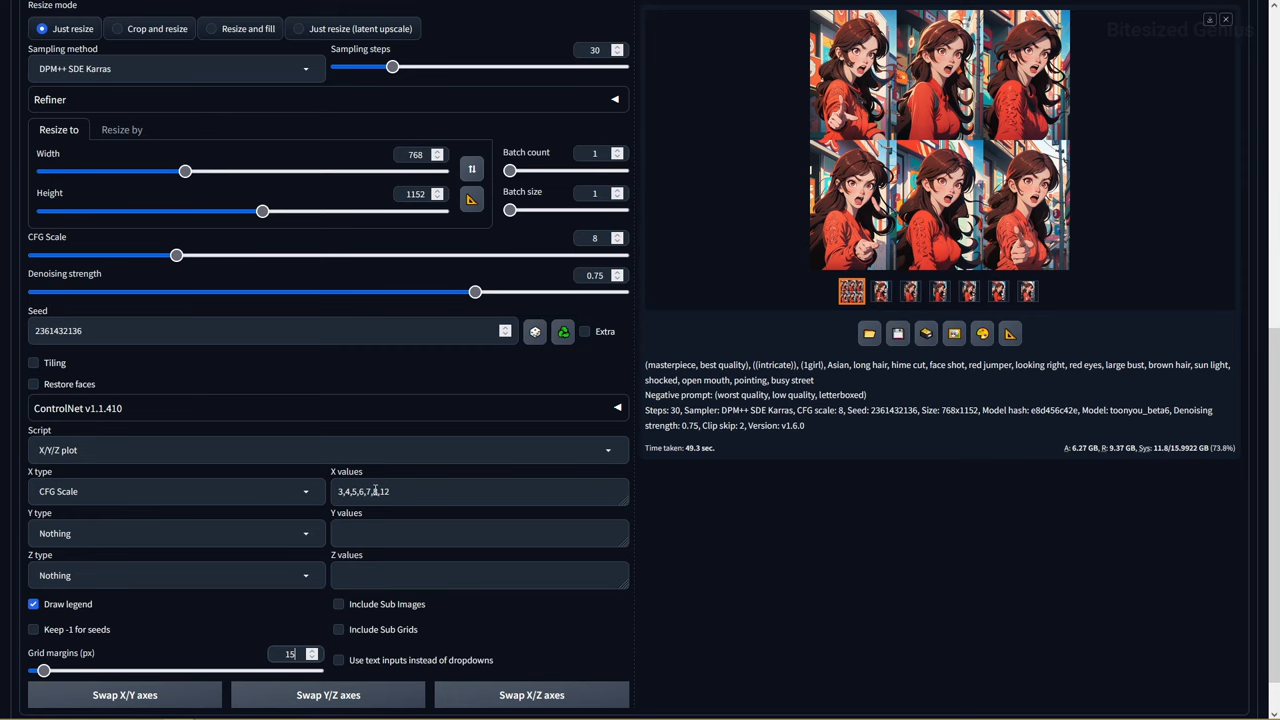 Resize mode
Just resize
Crop and resize
Resize and fill
Just resize (latent upscale)
Sampling method
DPM++ SDE Karras
Sampling steps
30
Refiner
Resize to
Resize by
Width
768
Height
1152
Batch count
1
Batch size
1
CFG Scale
8
Denoising strength
0.75
Seed
2361432136
Extra
Tiling
Restore faces
ControlNet v1.1.410
Script
X/Y/Z plot
X type
CFG Scale
X values
3,4,5,6,7,8,12
Y type
Nothing
Y values
Z type
Nothing
Z values
Draw legend
Include Sub Images
Keep -1 for seeds
Include Sub Grids
Grid margins (px)
15
Use text inputs instead of dropdowns
Swap X/Y axes
Swap Y/Z axes
Swap X/Z axes
Bitesized Genius
(masterpiece, best quality), ((intricate)), (1girl), Asian, long hair, hime cut, face shot, red jumper, looking right, red eyes, large bust, brown hair, sun light,
shocked, open mouth, pointing, busy street
Negative prompt: (worst quality, low quality, letterboxed)
Steps: 30, Sampler: DPM++ SDE Karras, CFG scale: 8, Seed: 2361432136, Size: 768x1152, Model hash: e8d456c42e, Model: toonyou_beta6, Denoising
strength: 0.75, Clip skip: 2, Version: v1.6.0
Time taken: 49.3 sec.
A: 6.27 GB, R: 9.37 GB, Sys: 11.8/15.9922 GB (73.8%)